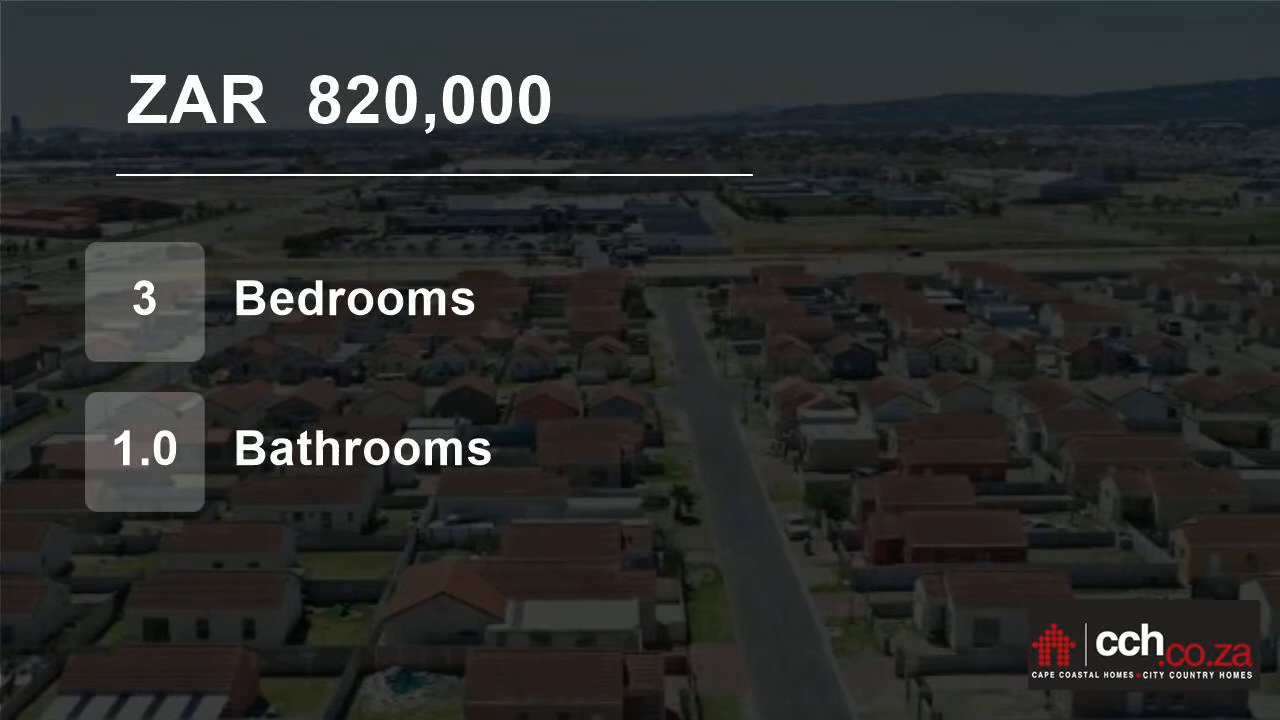 ZAR 820,000
3 Bedrooms
1.0 Bathrooms
cch.co.za
CAPE COASTAL HOMES CITY COUNTRY HOMES